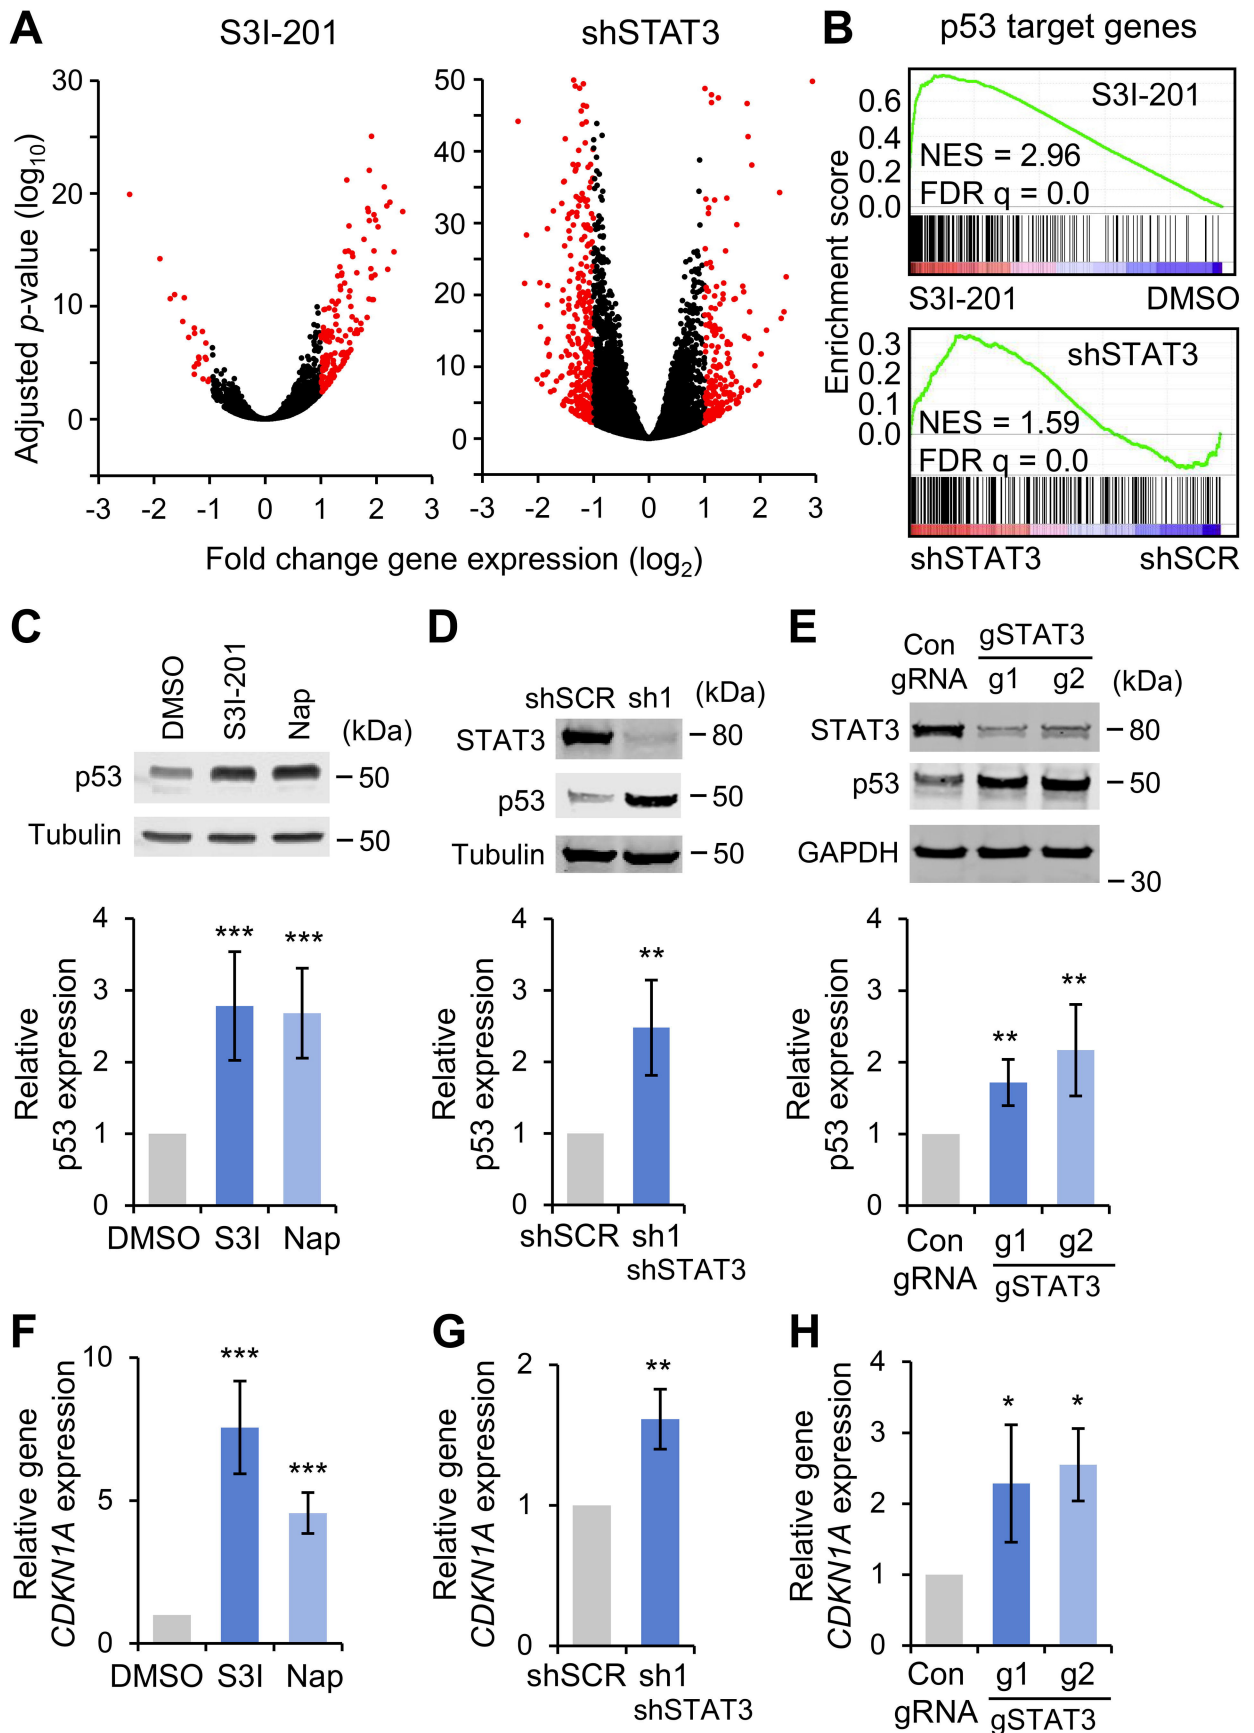 A
S3I-201
shSTAT3
Adjusted p-value (log10)
30
20
10
0
-3 -2 -1 0 1 2 3
50
40
30
20
10
0
-3 -2 -1 0 1 2 3
Fold change gene expression (log2)
B
p53 target genes
Enrichment score
0.6
0.4
0.2
0.0
S3I-201
NES = 2.96
FDR q = 0.0
S3I-201 DMSO
0.3
0.2
0.1
0.0
shSTAT3
NES = 1.59
FDR q = 0.0
shSTAT3 shSCR
C
DMSO
S3I-201
Nap
(kDa)
p53
50
Tubulin
50
Relative
p53 expression
4
3
2
1
0
***
***
DMSO S3I Nap
D
shSCR sh1 (kDa)
STAT3
80
p53
50
Tubulin
50
Relative
p53 expression
4
3
2
1
0
**
shSCR sh1
shSTAT3
E
Con
gRNA
gSTAT3
g1 g2 (kDa)
STAT3
80
p53
50
GAPDH
30
Relative
p53 expression
4
3
2
1
0
**
**
Con
gRNA
g1 g2
gSTAT3
F
Relative gene
CDKN1A expression
10
5
0
***
***
DMSO S3I Nap
G
Relative gene
CDKN1A expression
2
1
0
**
shSCR sh1
shSTAT3
H
Relative gene
CDKN1A expression
4
3
2
1
0
*
*
Con
gRNA
g1 g2
gSTAT3